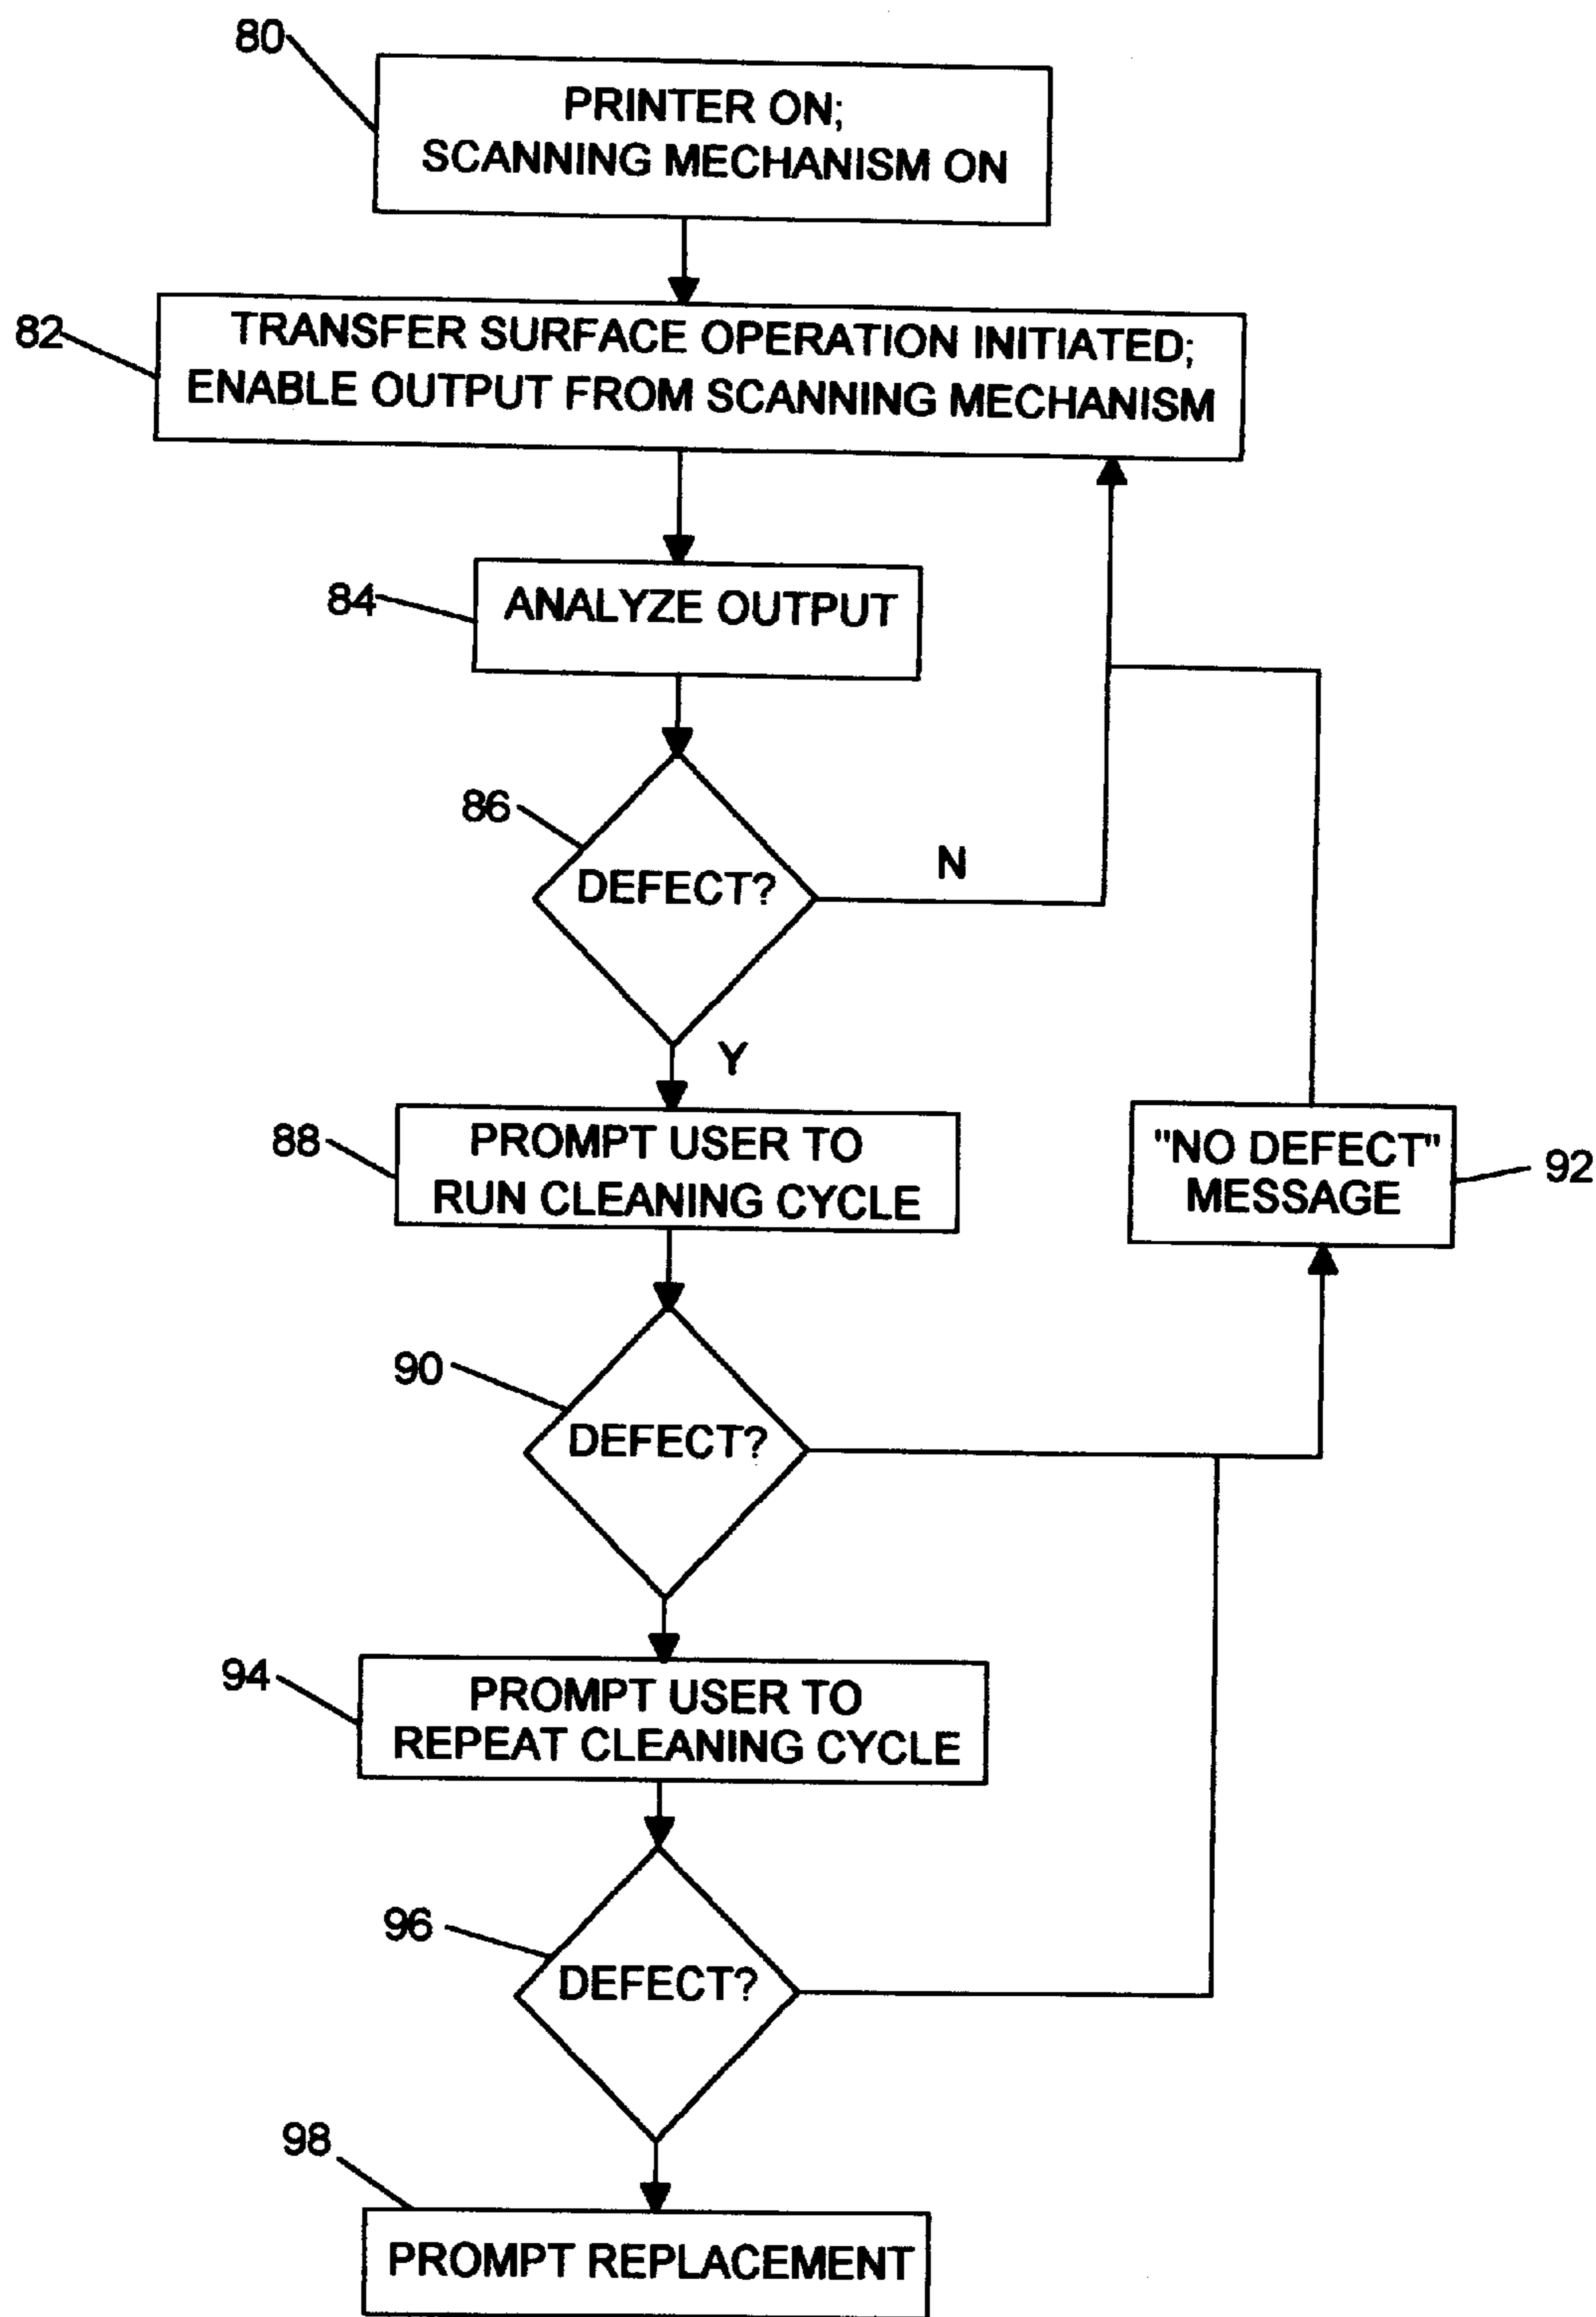 80
PRINTER ON;
SCANNING MECHANISM ON
82
TRANSFER SURFACE OPERATION INITIATED;
ENABLE OUTPUT FROM SCANNING MECHANISM
84
ANALYZE OUTPUT
86
DEFECT?
N
Y
88
PROMPT USER TO
RUN CLEANING CYCLE
"NO DEFECT"
MESSAGE
92
90
DEFECT?
94
PROMPT USER TO
REPEAT CLEANING CYCLE
96
DEFECT?
98
PROMPT REPLACEMENT